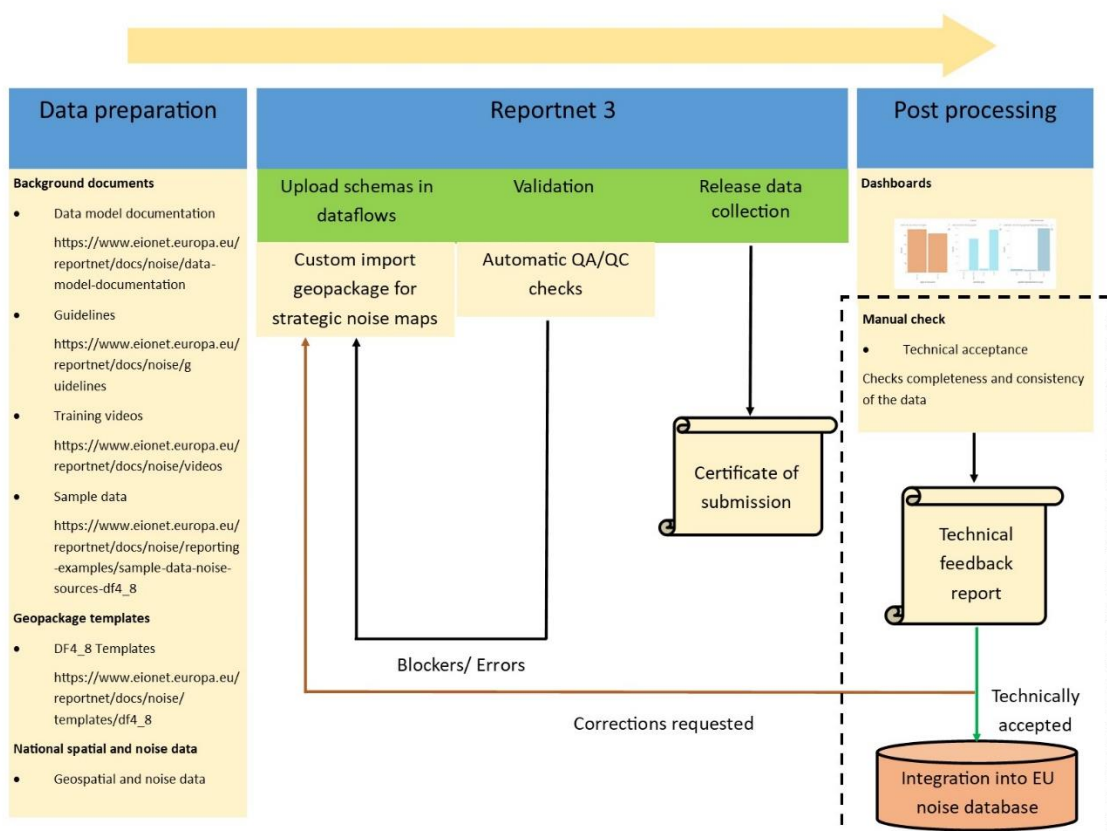 Data preparation
Background documents
• Data model documentation
https://www.eionet.europa.eu/
reportnet/docs/noise/data-
model-documentation
• Guidelines
https://www.eionet.europa.eu/
reportnet/docs/noise/g
uidelines
• Training videos
https://www.eionet.europa.eu/
reportnet/docs/noise/videos
• Sample data
https://www.eionet.europa.eu/
reportnet/docs/noise/reporting
-examples/sample-data-noise-
sources-df4_8
Geopackage templates
• DF4_8 Templates
https://www.eionet.europa.eu/
reportnet/docs/noise/
templates/df4_8
National spatial and noise data
• Geospatial and noise data
Reportnet 3
Upload schemas in
dataflows
Custom import
geopackage for
strategic noise maps
Validation
Automatic QA/QC
checks
Release data
collection
Certificate of
submission
Blockers/ Errors
Corrections requested
Post processing
Dashboards
Manual check
• Technical acceptance
Checks completeness and consistency
of the data
Technical
feedback
report
Technically
accepted
Integration into EU
noise database